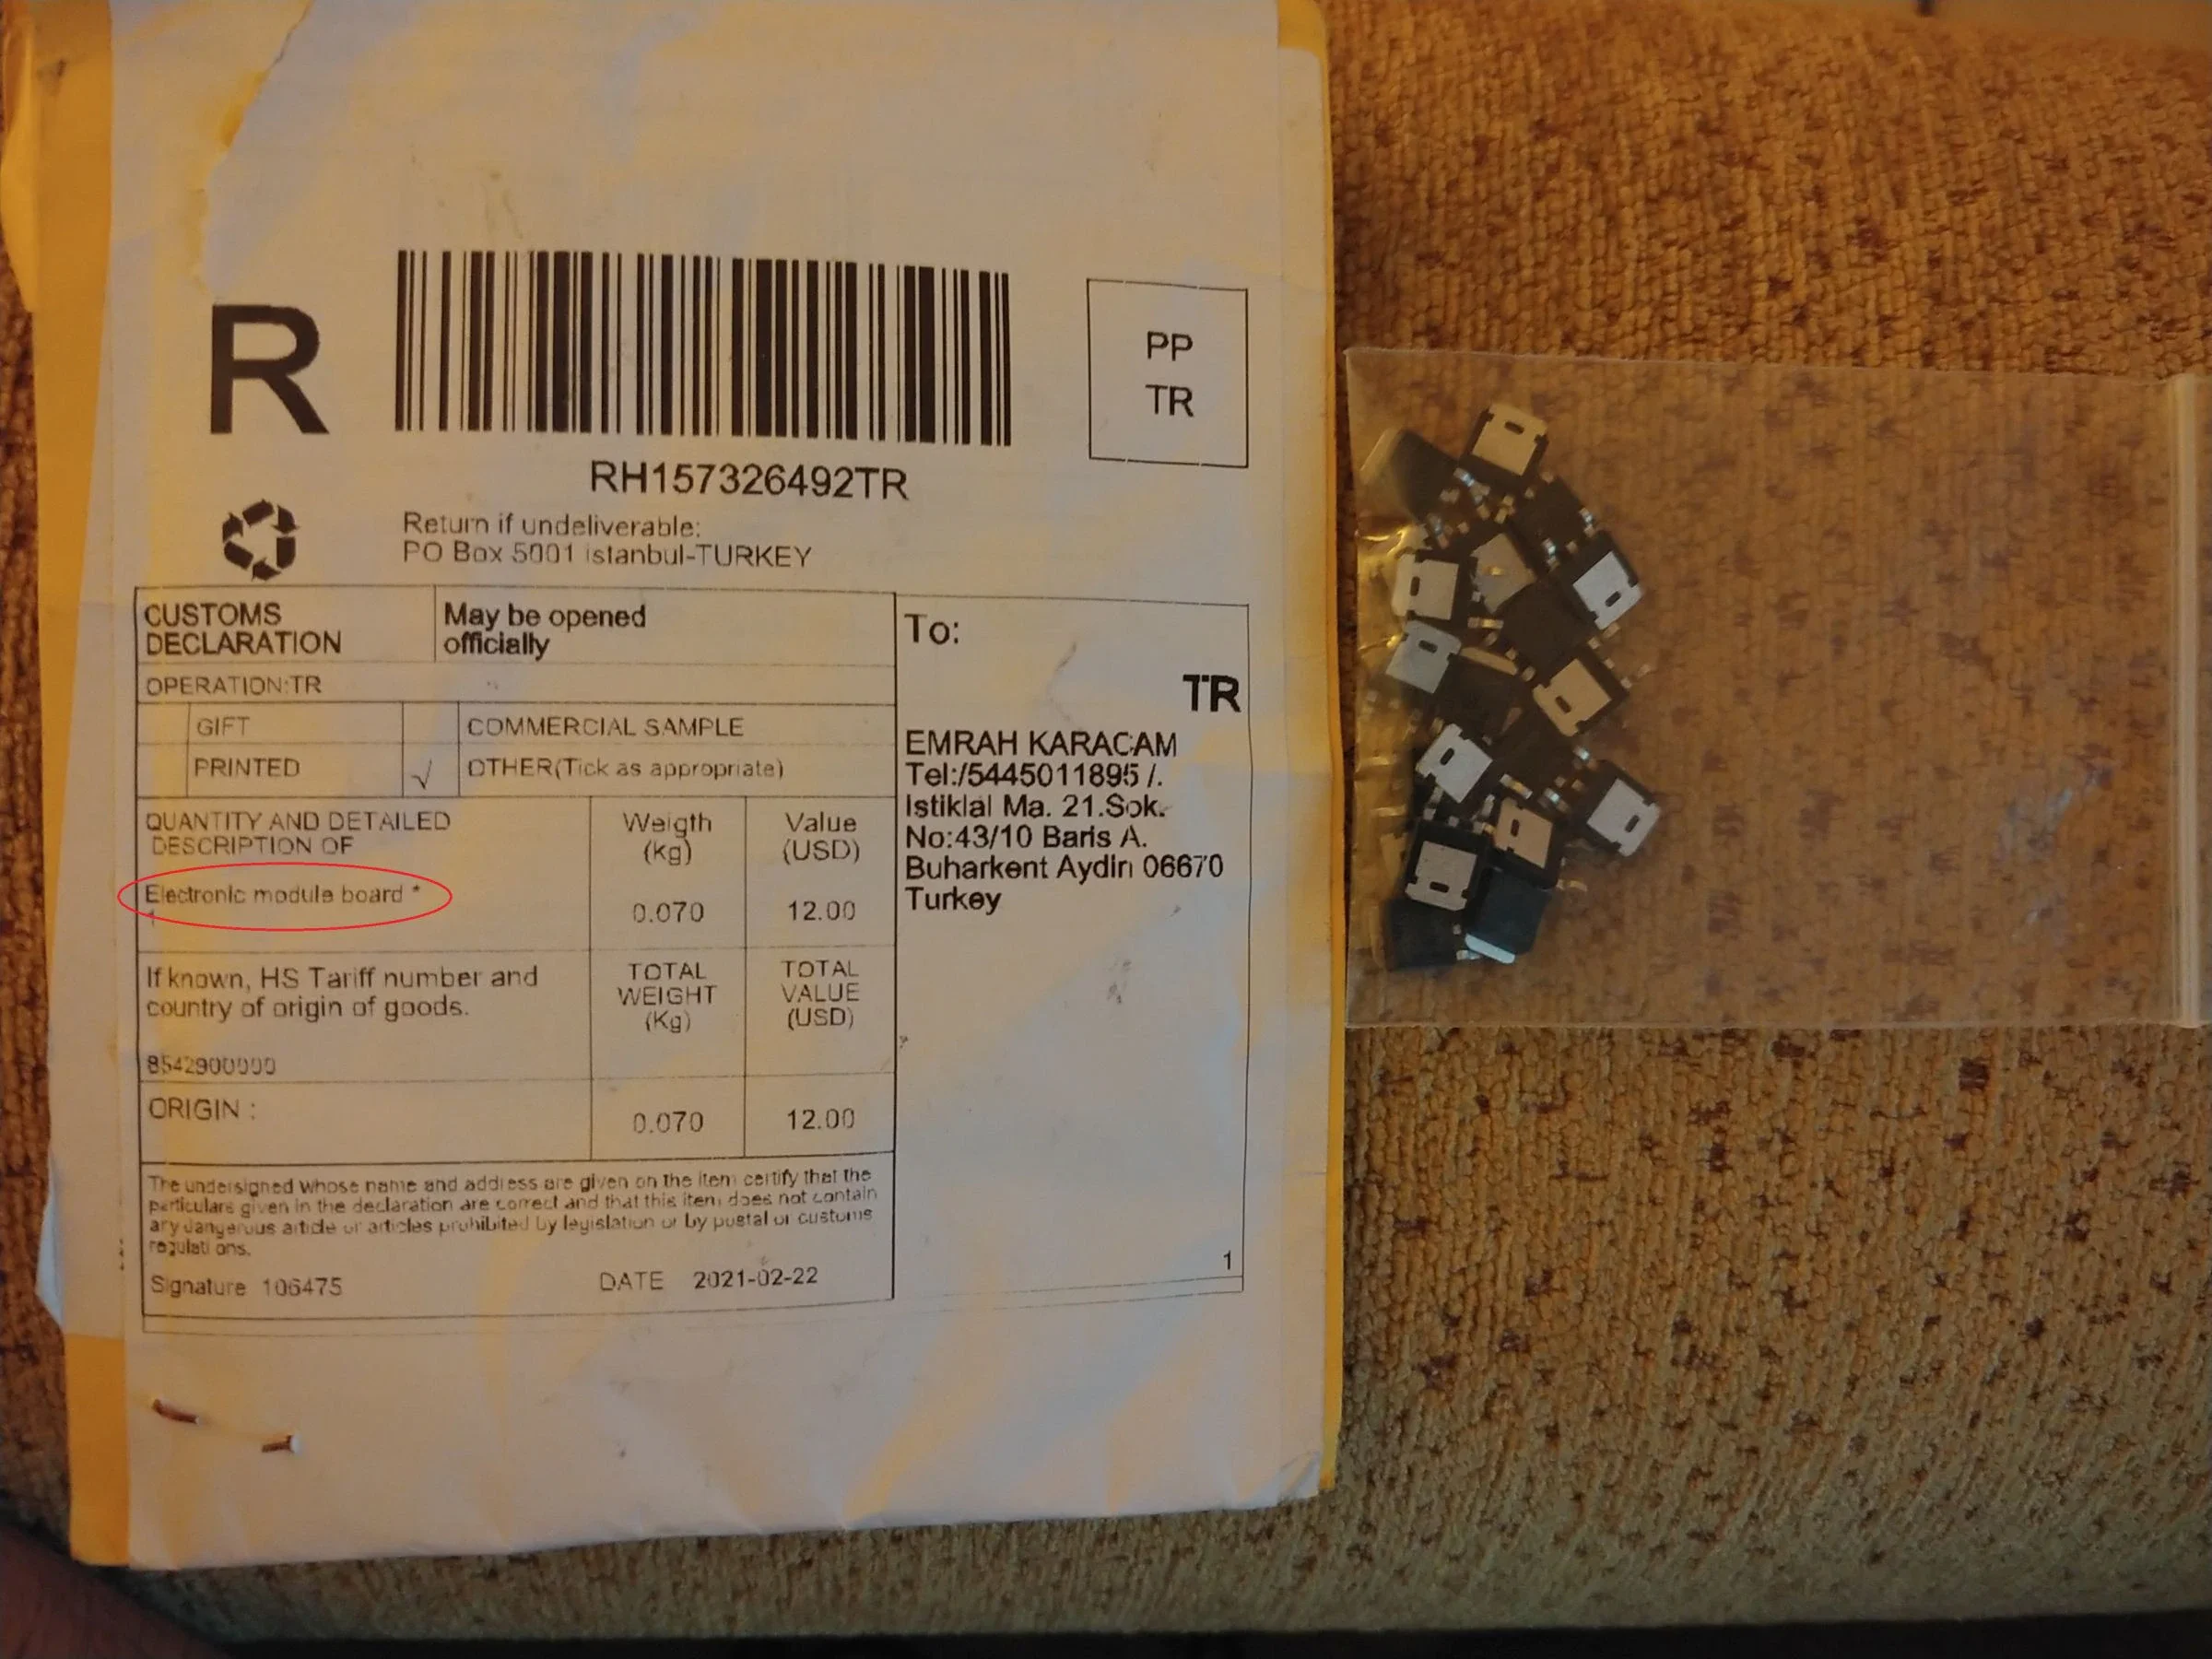 R
PP
TR
RH157326492TR
Return if undeliverable:
PO Box 5001 istanbul-TURKEY
CUSTOMS
DECLARATION
May be opened
officially
OPERATION:TR
GIFT
COMMERCIAL SAMPLE
PRINTED
√
OTHER(Tick as appropriate)
QUANTITY AND DETAILED
DESCRIPTION OF
Weigth
(kg)
Value
(USD)
Electronic module board *
1
0.070
12.00
If known, HS Tariff number and
country of origin of goods.
TOTAL
WEIGHT
(Kg)
TOTAL
VALUE
(USD)
8542900000
ORIGIN :
0.070
12.00
The undersigned whose name and address are given on the item certify that the
particulars given in the declaration are correct and that this item does not contain
any dangerous article or articles prohibited by legislation or by postal or customs
regulations.
Signature 106475
DATE 2021-02-22
To:
TR
EMRAH KARACAM
Tel:/5445011895 /.
Istiklal Ma. 21.Sok.
No:43/10 Baris A.
Buharkent Aydin 06670
Turkey
1